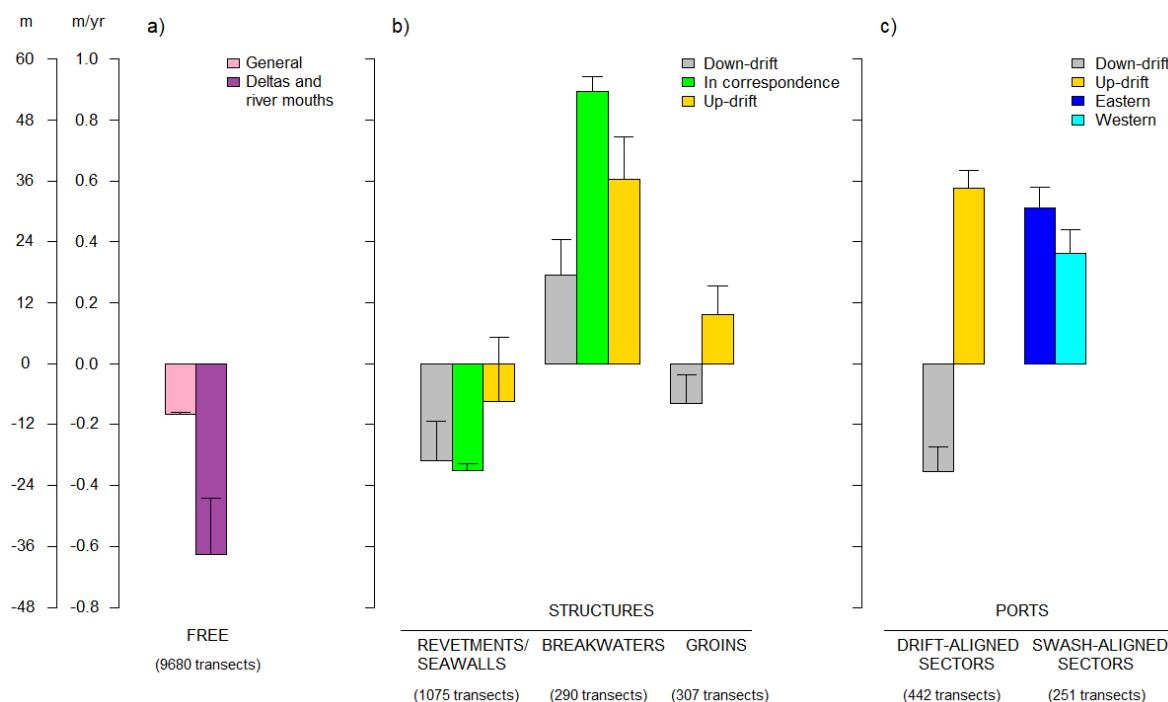 m
m/yr
a)
b)
c)
60
48
36
24
12
0
-12
-24
-36
-48
1.0
0.8
0.6
0.4
0.2
0.0
-0.2
-0.4
-0.6
-0.8
General
Deltas and
river mouths
FREE
(9680 transects)
Down-drift
In correspondence
Up-drift
STRUCTURES
REVETMENTS/
SEAWALLS
(1075 transects)
BREAKWATERS
(290 transects)
GROINS
(307 transects)
Down-drift
Up-drift
Eastern
Western
PORTS
DRIFT-ALIGNED
SECTORS
(442 transects)
SWASH-ALIGNED
SECTORS
(251 transects)